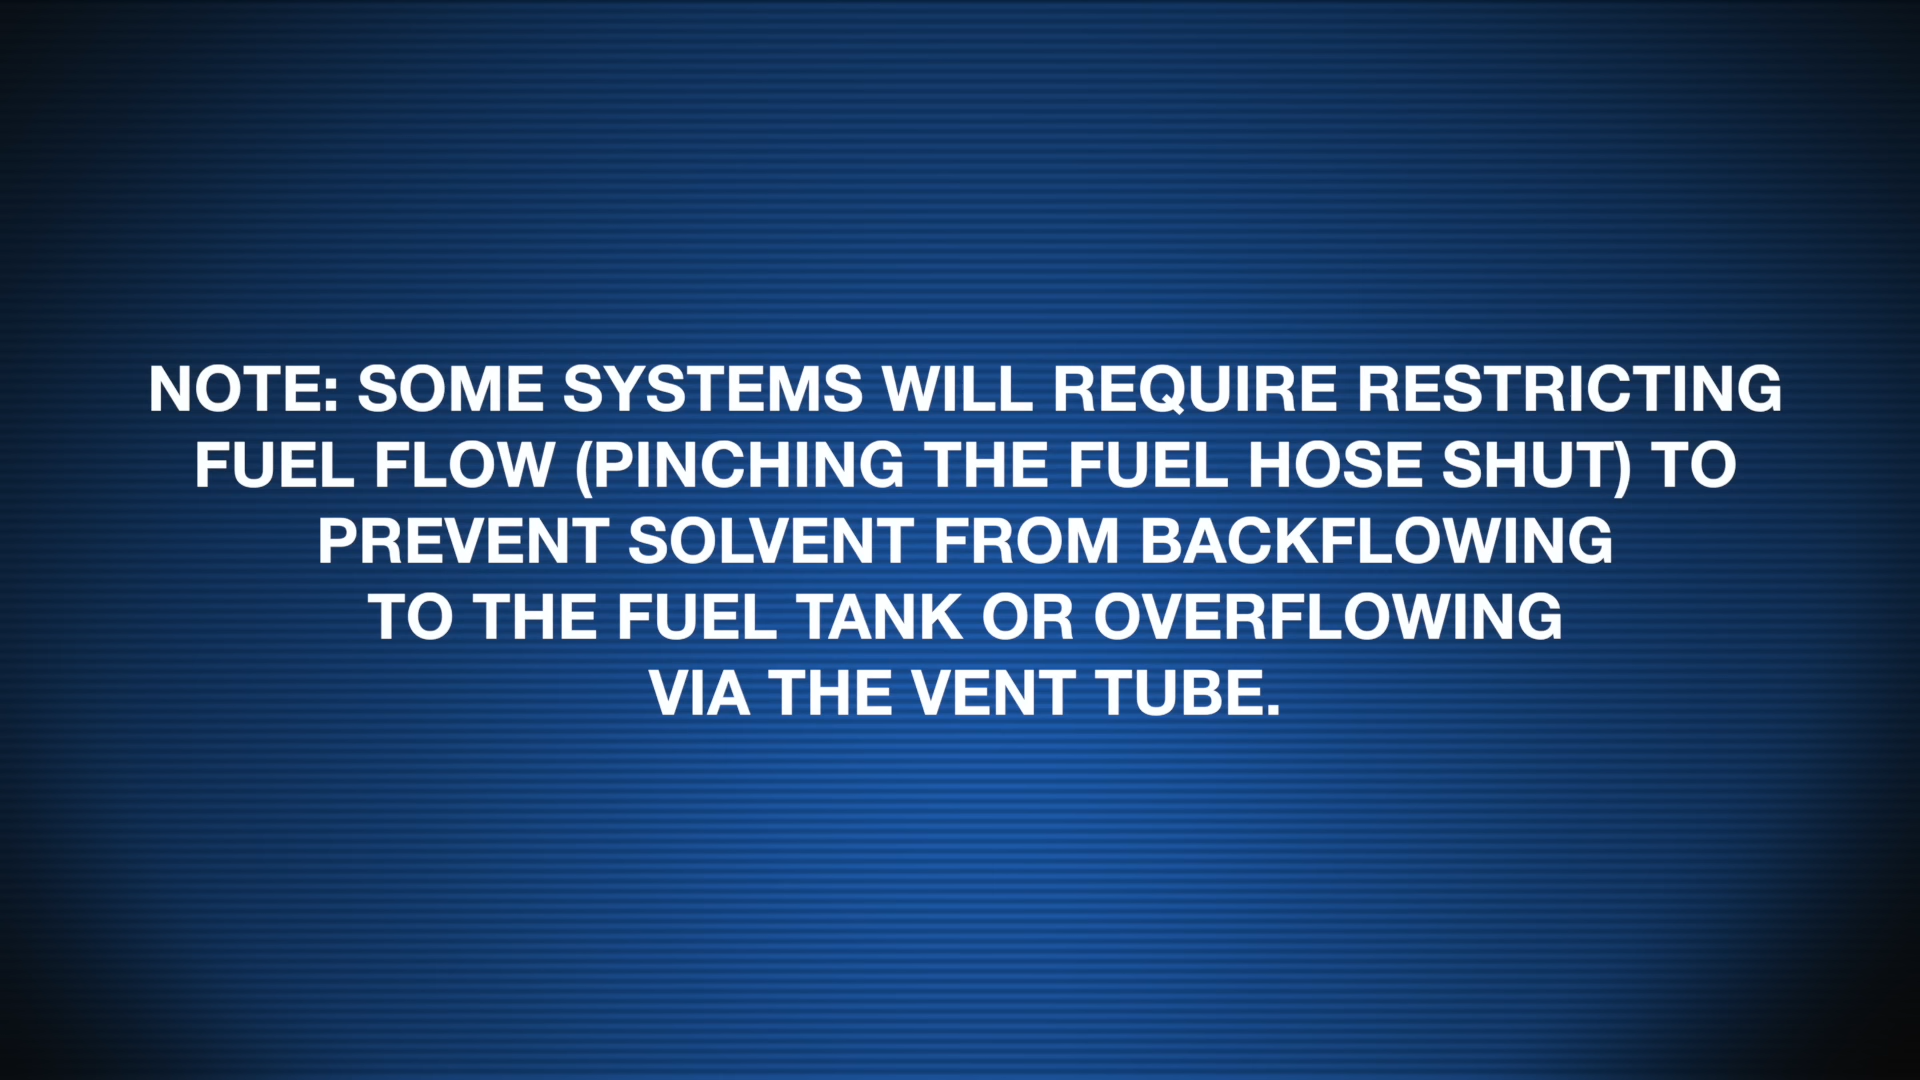 NOTE: SOME SYSTEMS WILL REQUIRE RESTRICTING
FUEL FLOW (PINCHING THE FUEL HOSE SHUT) TO
PREVENT SOLVENT FROM BACKFLOWING
TO THE FUEL TANK OR OVERFLOWING
VIA THE VENT TUBE.